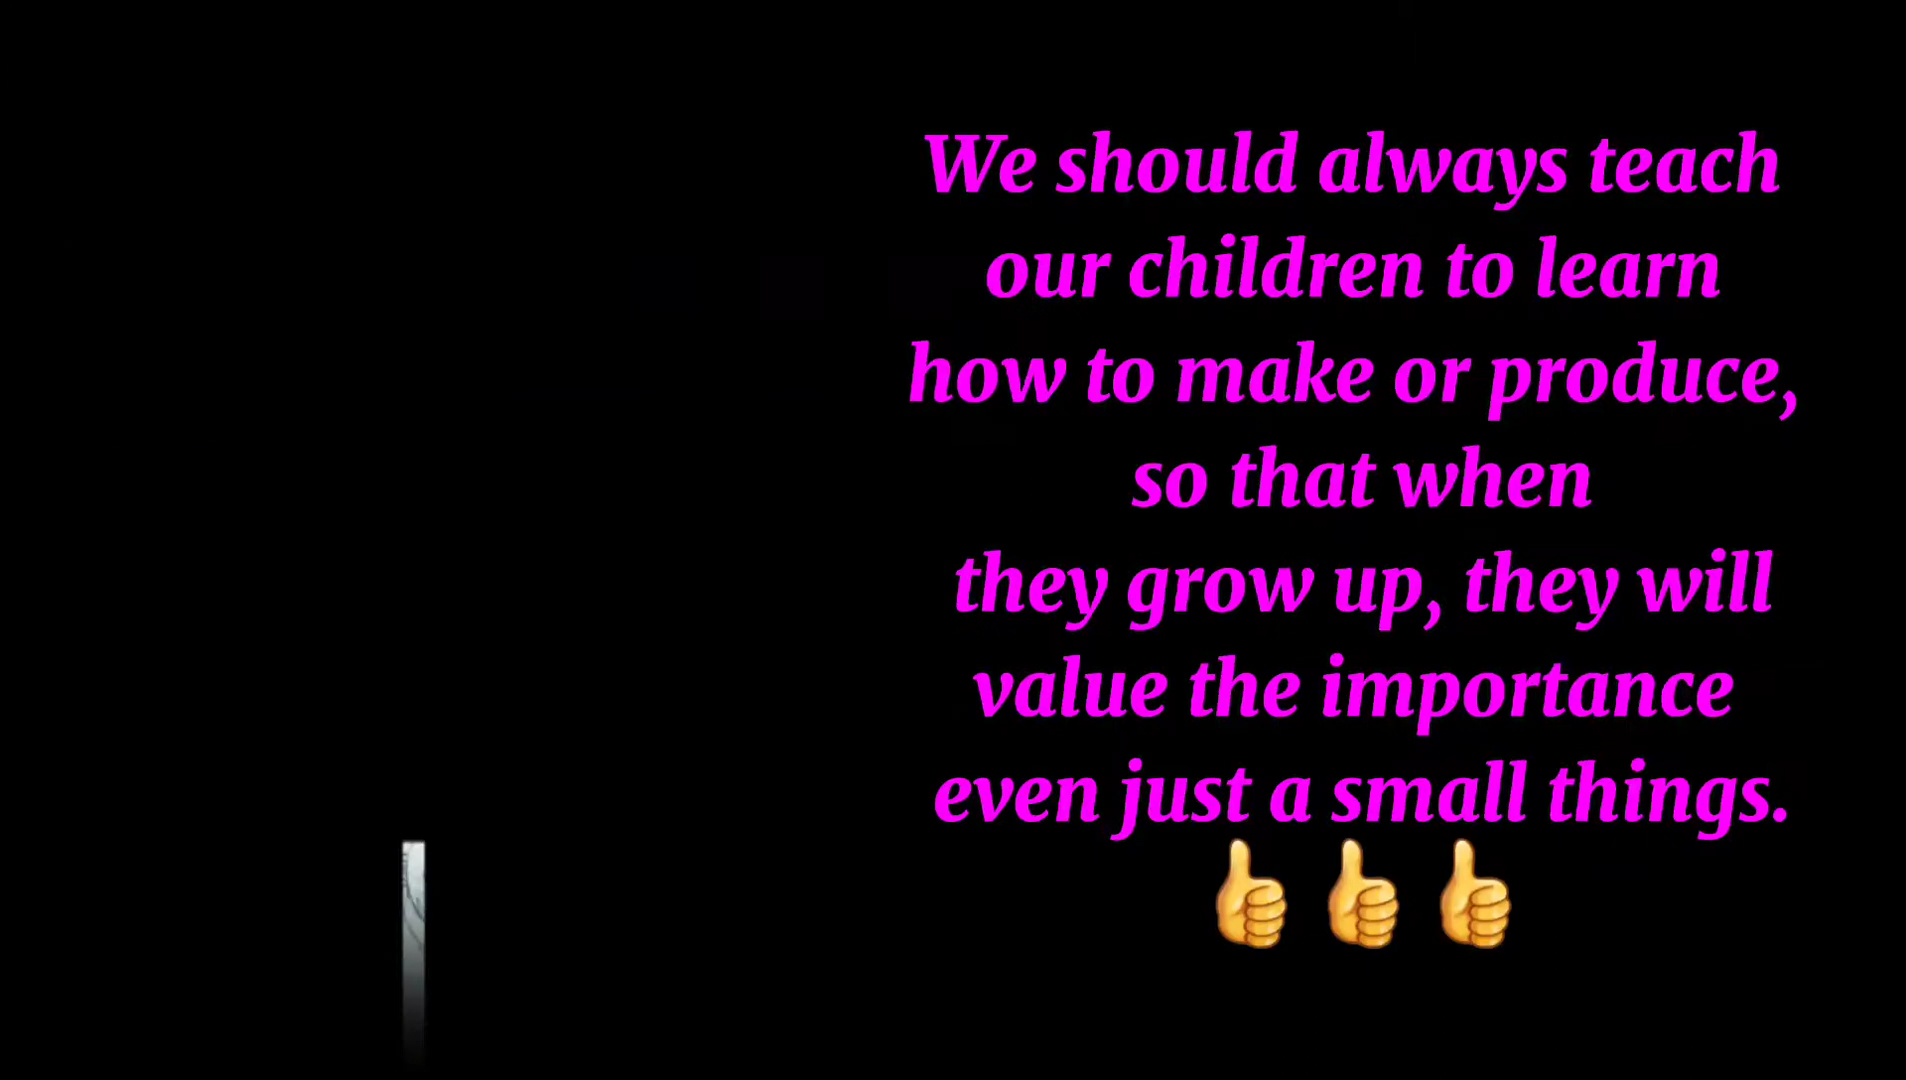 We should always teach
our children to learn
how to make or produce,
so that when
they grow up, they will
value the importance
even just a small things.
👍👍👍